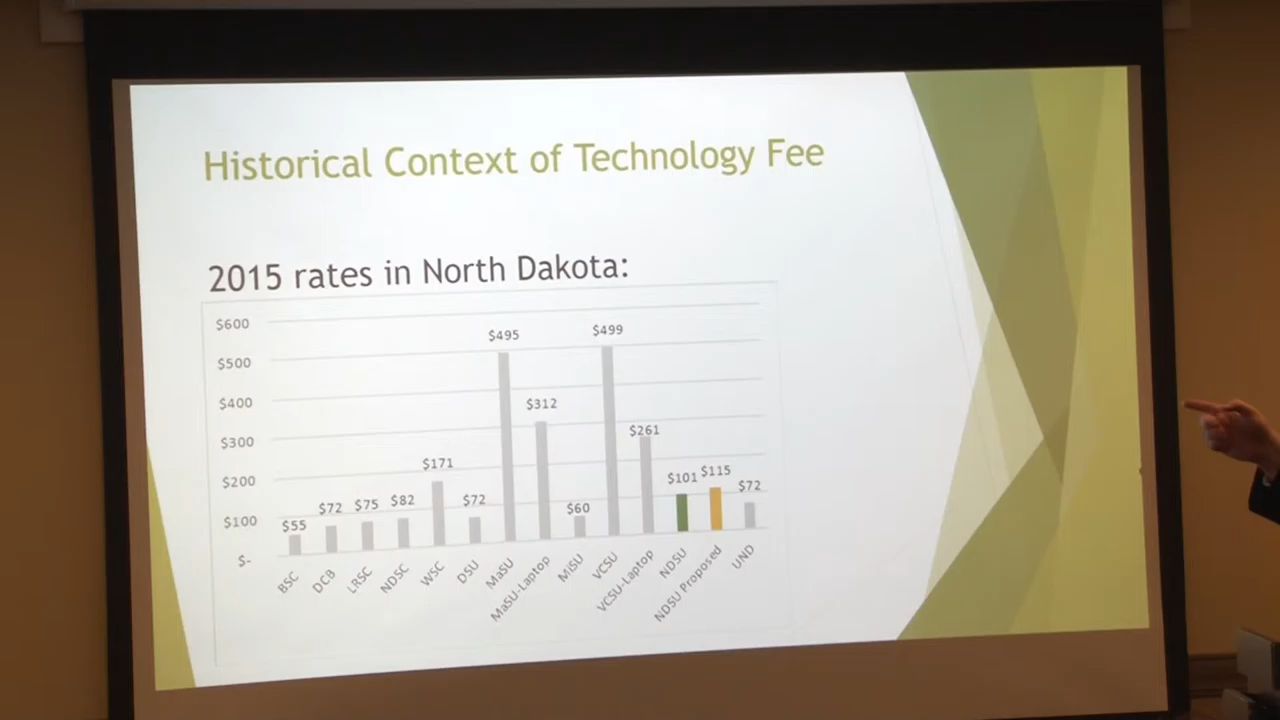 Historical Context of Technology Fee
2015 rates in North Dakota:
$600
$500
$400
$300
$200
$100
$-
$55
$72
$75
$82
$171
$72
$495
$312
$60
$499
$261
$101
$115
$72
BSC
DCB
LRSC
NDSC
WSC
DSU
MaSU
MaSU-Laptop
MiSU
VCSU
VCSU-Laptop
NDSU
NDSU Proposed
UND